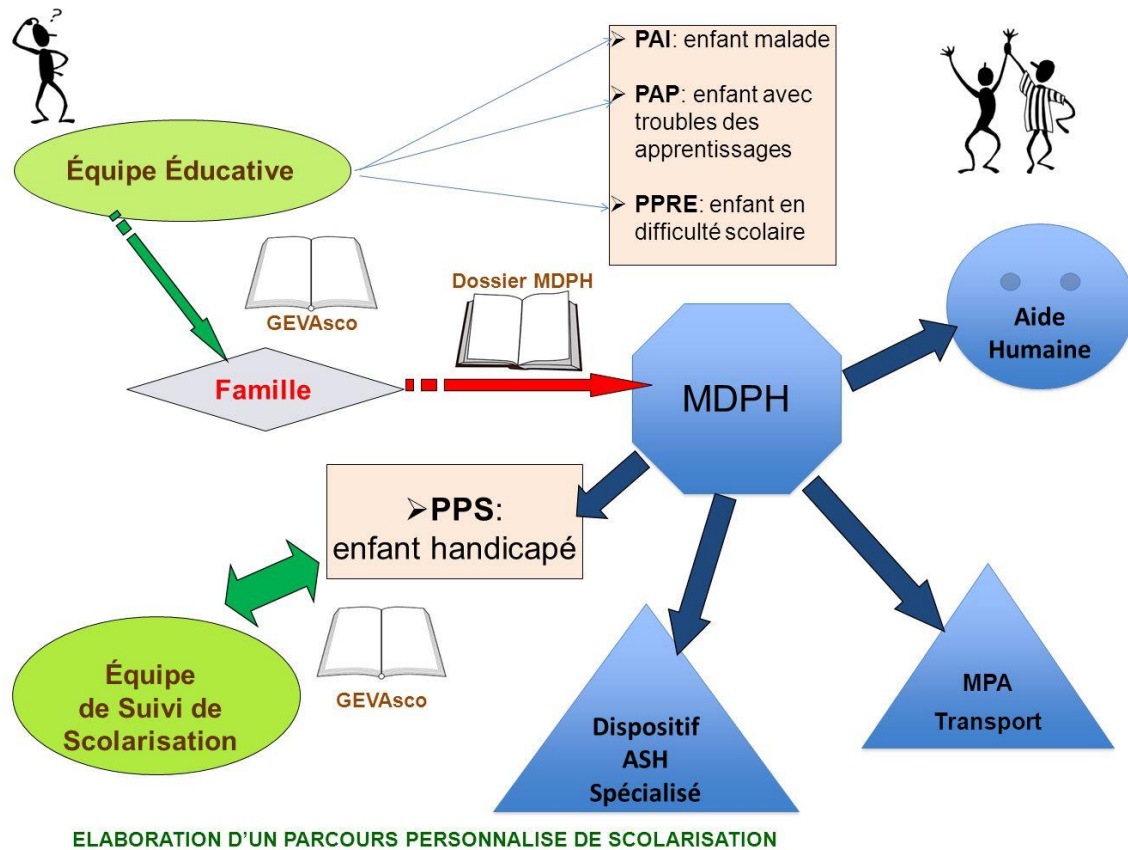 ?
➢ PAI: enfant malade
➢ PAP: enfant avec
troubles des
apprentissages
➢ PPRE: enfant en
difficulté scolaire
Équipe Éducative
GEVAsco
Dossier MDPH
Famille
MDPH
Aide
Humaine
➢PPS:
enfant handicapé
Équipe
de Suivi de
Scolarisation
GEVAsco
Dispositif
ASH
Spécialisé
MPA
Transport
ELABORATION D'UN PARCOURS PERSONNALISE DE SCOLARISATION